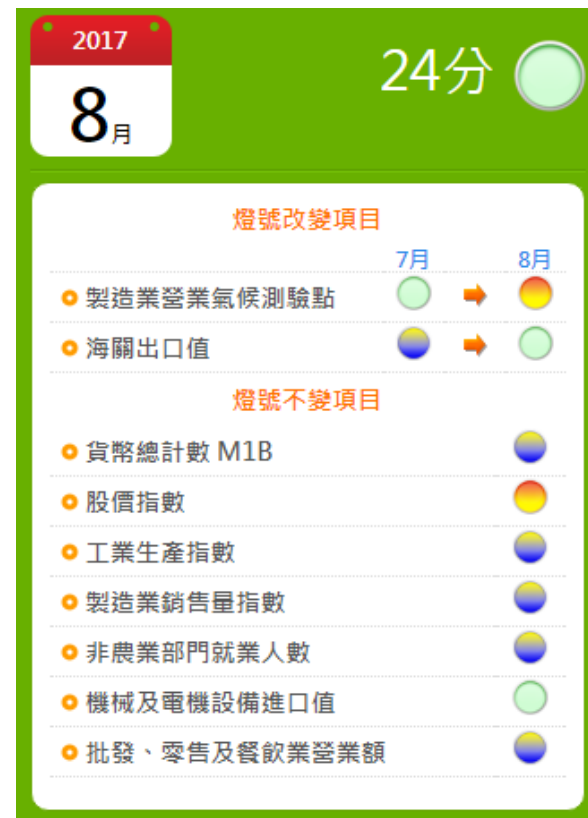 2017
8月
24分
燈號改變項目
7月 8月
製造業營業氣候測驗點
海關出口值
燈號不變項目
貨幣總計數 M1B
股價指數
工業生產指數
製造業銷售量指數
非農業部門就業人數
機械及電機設備進口值
批發、零售及餐飲業營業額